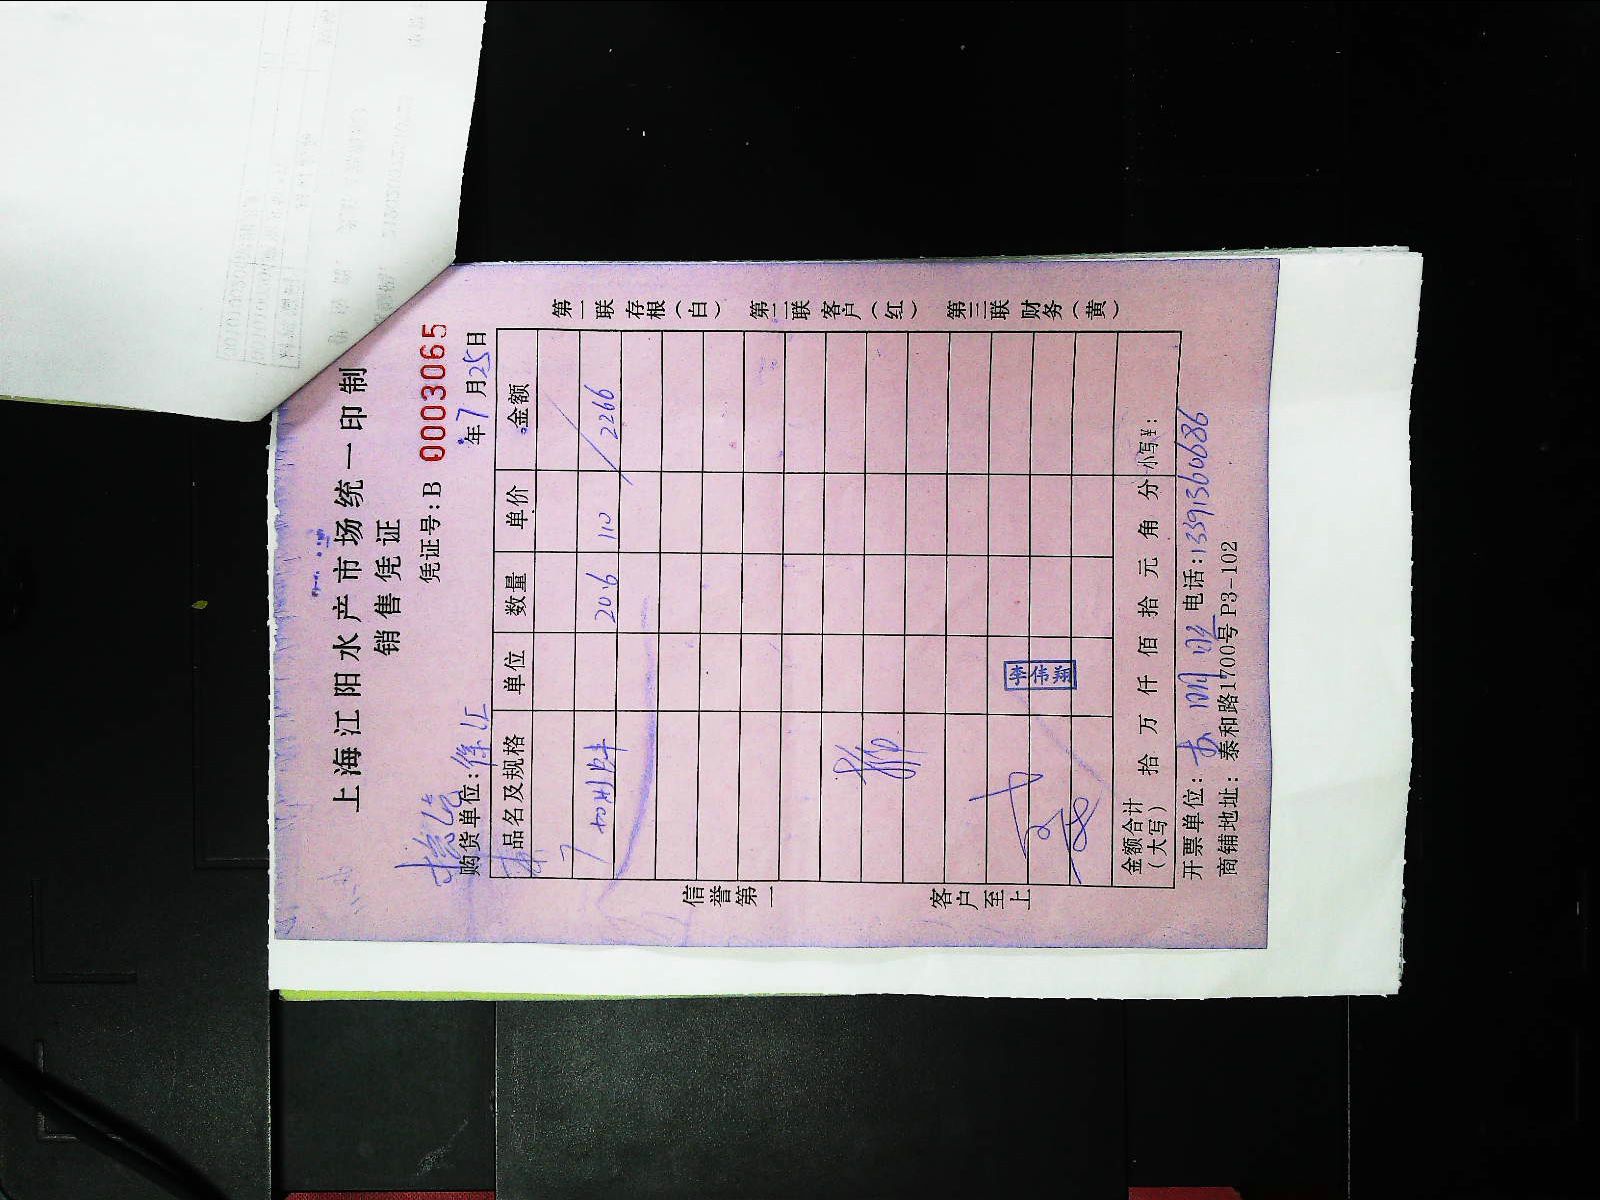 上海江阳水产市场统一印制
销售凭证
凭证号:B 0003065
购货单位:徐汇 年7月25日
品名及规格 单位 数量 单价 金额
20.6 110 2266
李伟翔
金额合计(大写) 拾 万 仟 佰 拾 元 角 分 小写¥:
开票单位: 电话:13391360686
商铺地址: 泰和路1700号P3-102
第一联 存根(白) 第二联 客户(红) 第三联 财务(黄)
信誉第一 客户至上